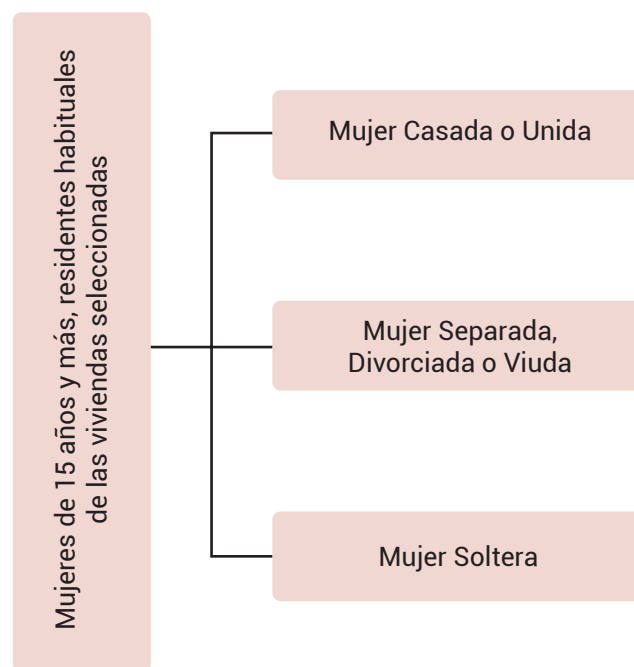 Mujeres de 15 años y más, residentes habituales
de las viviendas seleccionadas
Mujer Casada o Unida
Mujer Separada,
Divorciada o Viuda
Mujer Soltera